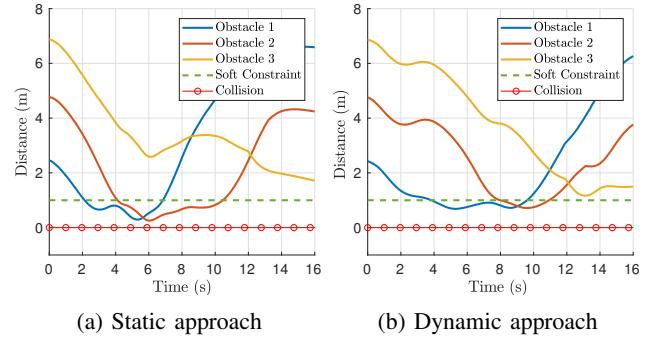 8
6
4
2
0
Distance (m)
Obstacle 1
Obstacle 2
Obstacle 3
Soft Constraint
Collision
0 2 4 6 8 10 12 14 16
Time (s)
(a) Static approach
8
6
4
2
0
Distance (m)
Obstacle 1
Obstacle 2
Obstacle 3
Soft Constraint
Collision
0 2 4 6 8 10 12 14 16
Time (s)
(b) Dynamic approach